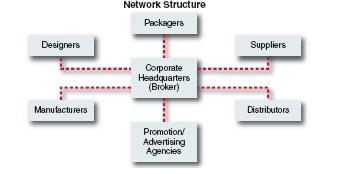 Network Structure
Packagers
Designers
Suppliers
Corporate
Headquarters
(Broker)
Manufacturers
Distributors
Promotion/
Advertising
Agencies